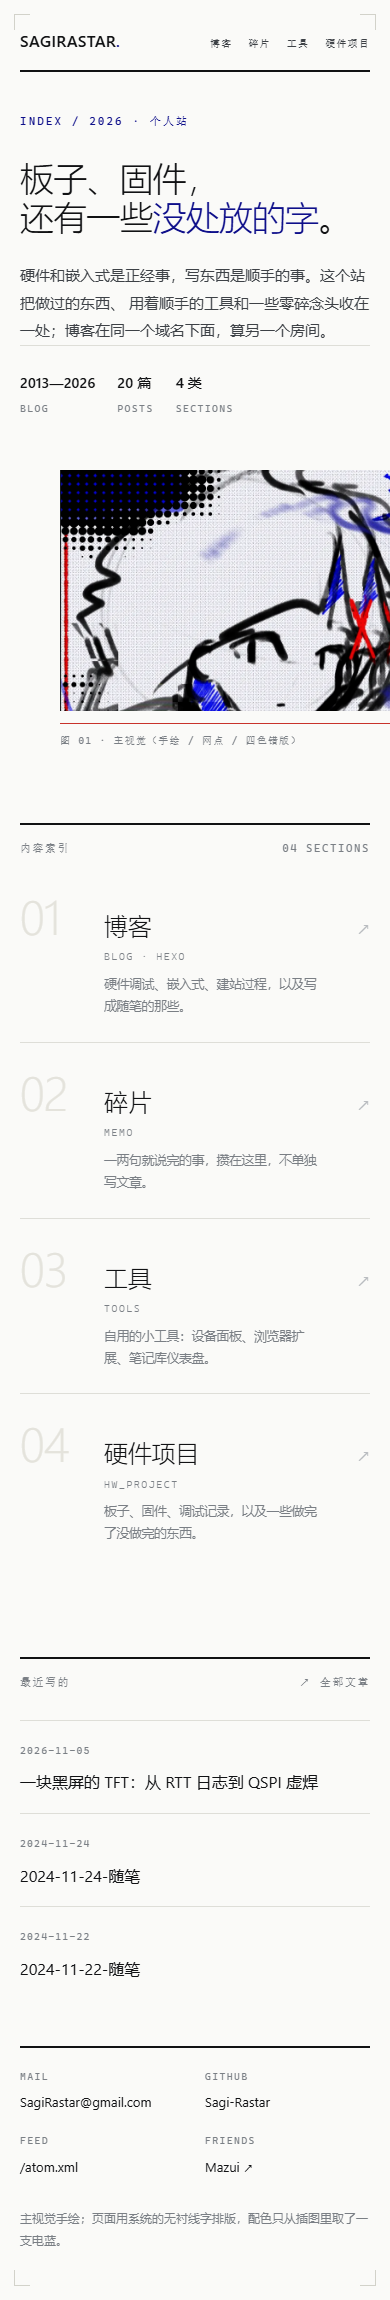 SAGIRASTAR.
博客 碎片 工具 硬件项目
INDEX / 2026 · 个人站
板子、固件,
还有一些没处放的字。
硬件和嵌入式是正经事，写东西是顺手的事。这个站
把做过的东西、 用着顺手的工具和一些零碎念头收在
一处；博客在同一个域名下面，算另一个房间。
2013—2026 20 篇 4 类
BLOG POSTS SECTIONS
图 01 · 主视觉（手绘 / 网点 / 四色错版）
内容索引 04 SECTIONS
01 博客 ↗
BLOG · HEXO
硬件调试、嵌入式、建站过程，以及写
成随笔的那些。
02 碎片 ↗
MEMO
一两句就说完的事，攒在这里，不单独
写文章。
03 工具 ↗
TOOLS
自用的小工具：设备面板、浏览器扩
展、笔记库仪表盘。
04 硬件项目 ↗
HW_PROJECT
板子、固件、调试记录，以及一些做完
了没做完的东西。
最近写的 ↗ 全部文章
2026-11-05
一块黑屏的 TFT：从 RTT 日志到 QSPI 虚焊
2024-11-24
2024-11-24-随笔
2024-11-22
2024-11-22-随笔
MAIL GITHUB
SagiRastar@gmail.com Sagi-Rastar
FEED FRIENDS
/atom.xml Mazui ↗
主视觉手绘；页面用系统的无衬线字排版，配色只从插图里取了一
支电蓝。